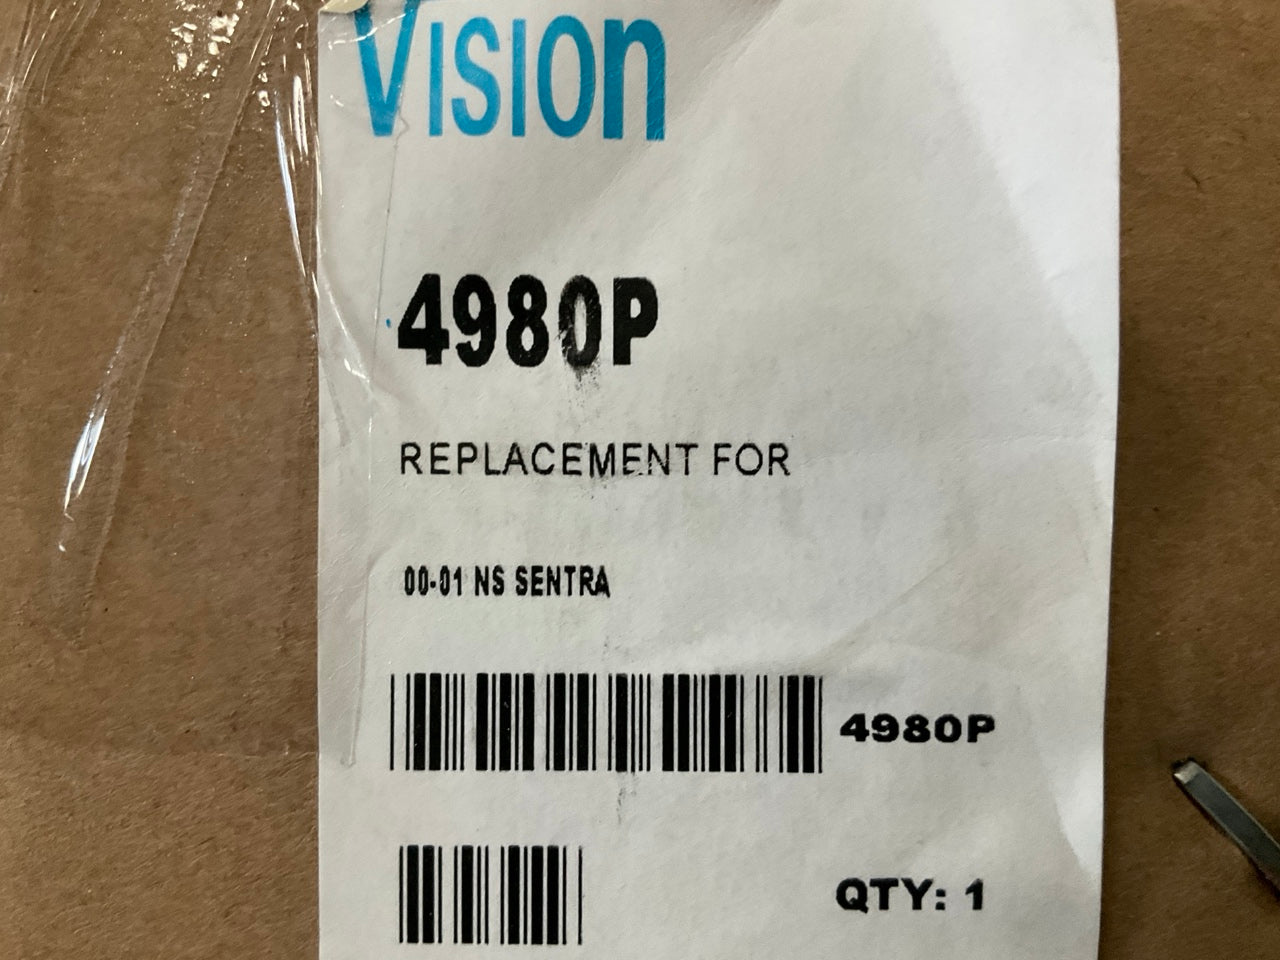 Vision
4980P
REPLACEMENT FOR
00-01 NS SENTRA
4980P
QTY: 1